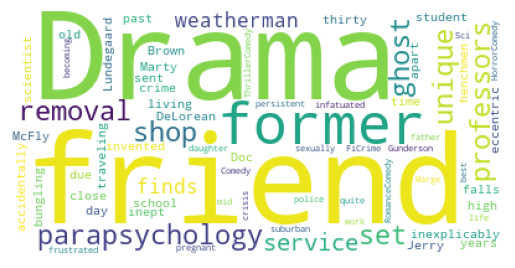 Drama
friend
former
ghost
unique
professors
weatherman
removal
shop
parapsychology
service
set
finds
thirty
student
past
old
Lundegaard
Brown
Marty
sent
crime
apart
scientist
becoming
ThrillerComedy
persistent
infatuated
living
DeLorean
time
henchmen
HorrorComedy
Sci
eccentric
McFly
invented
traveling
daughter
sexually
FiCrime
Gunderson
father
accidentally
bungling
due
close
school
Doc
Comedy
Marge
best
falls
high
day
inept
mid
crisis
police
suburban
quite
work
RomanceComedy
inexplicably
Jerry
years
life
frustrated
pregnant